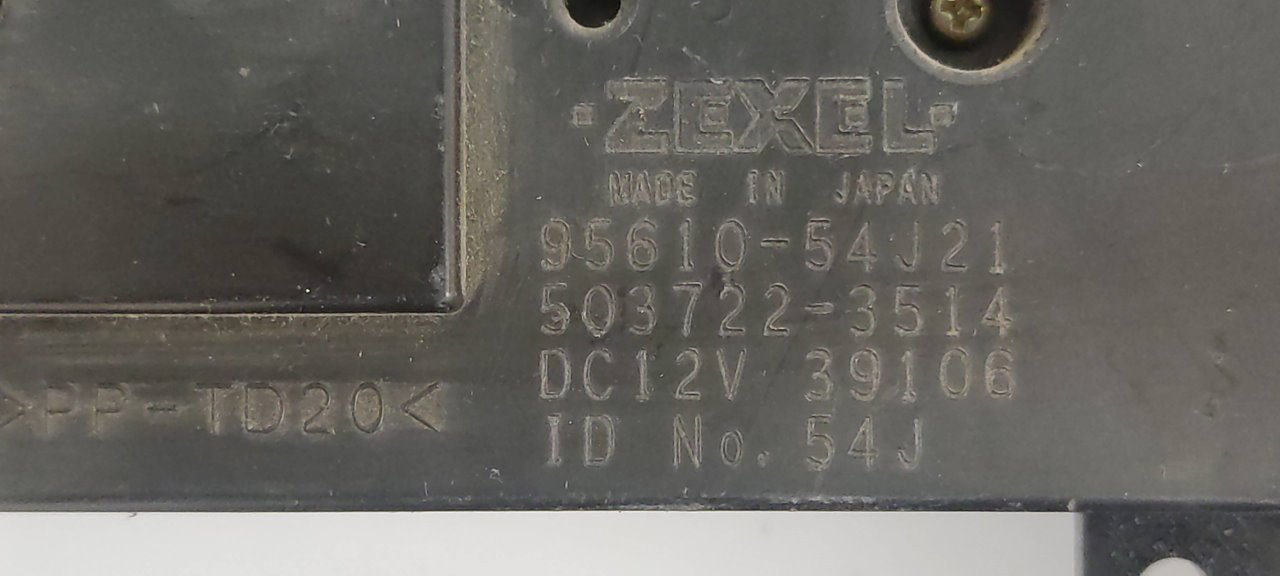 ·ZEXEL·
MADE IN JAPAN
95610-54J21
503722-3514
DC12V 39106
ID No. 54J
>PP-TD20<